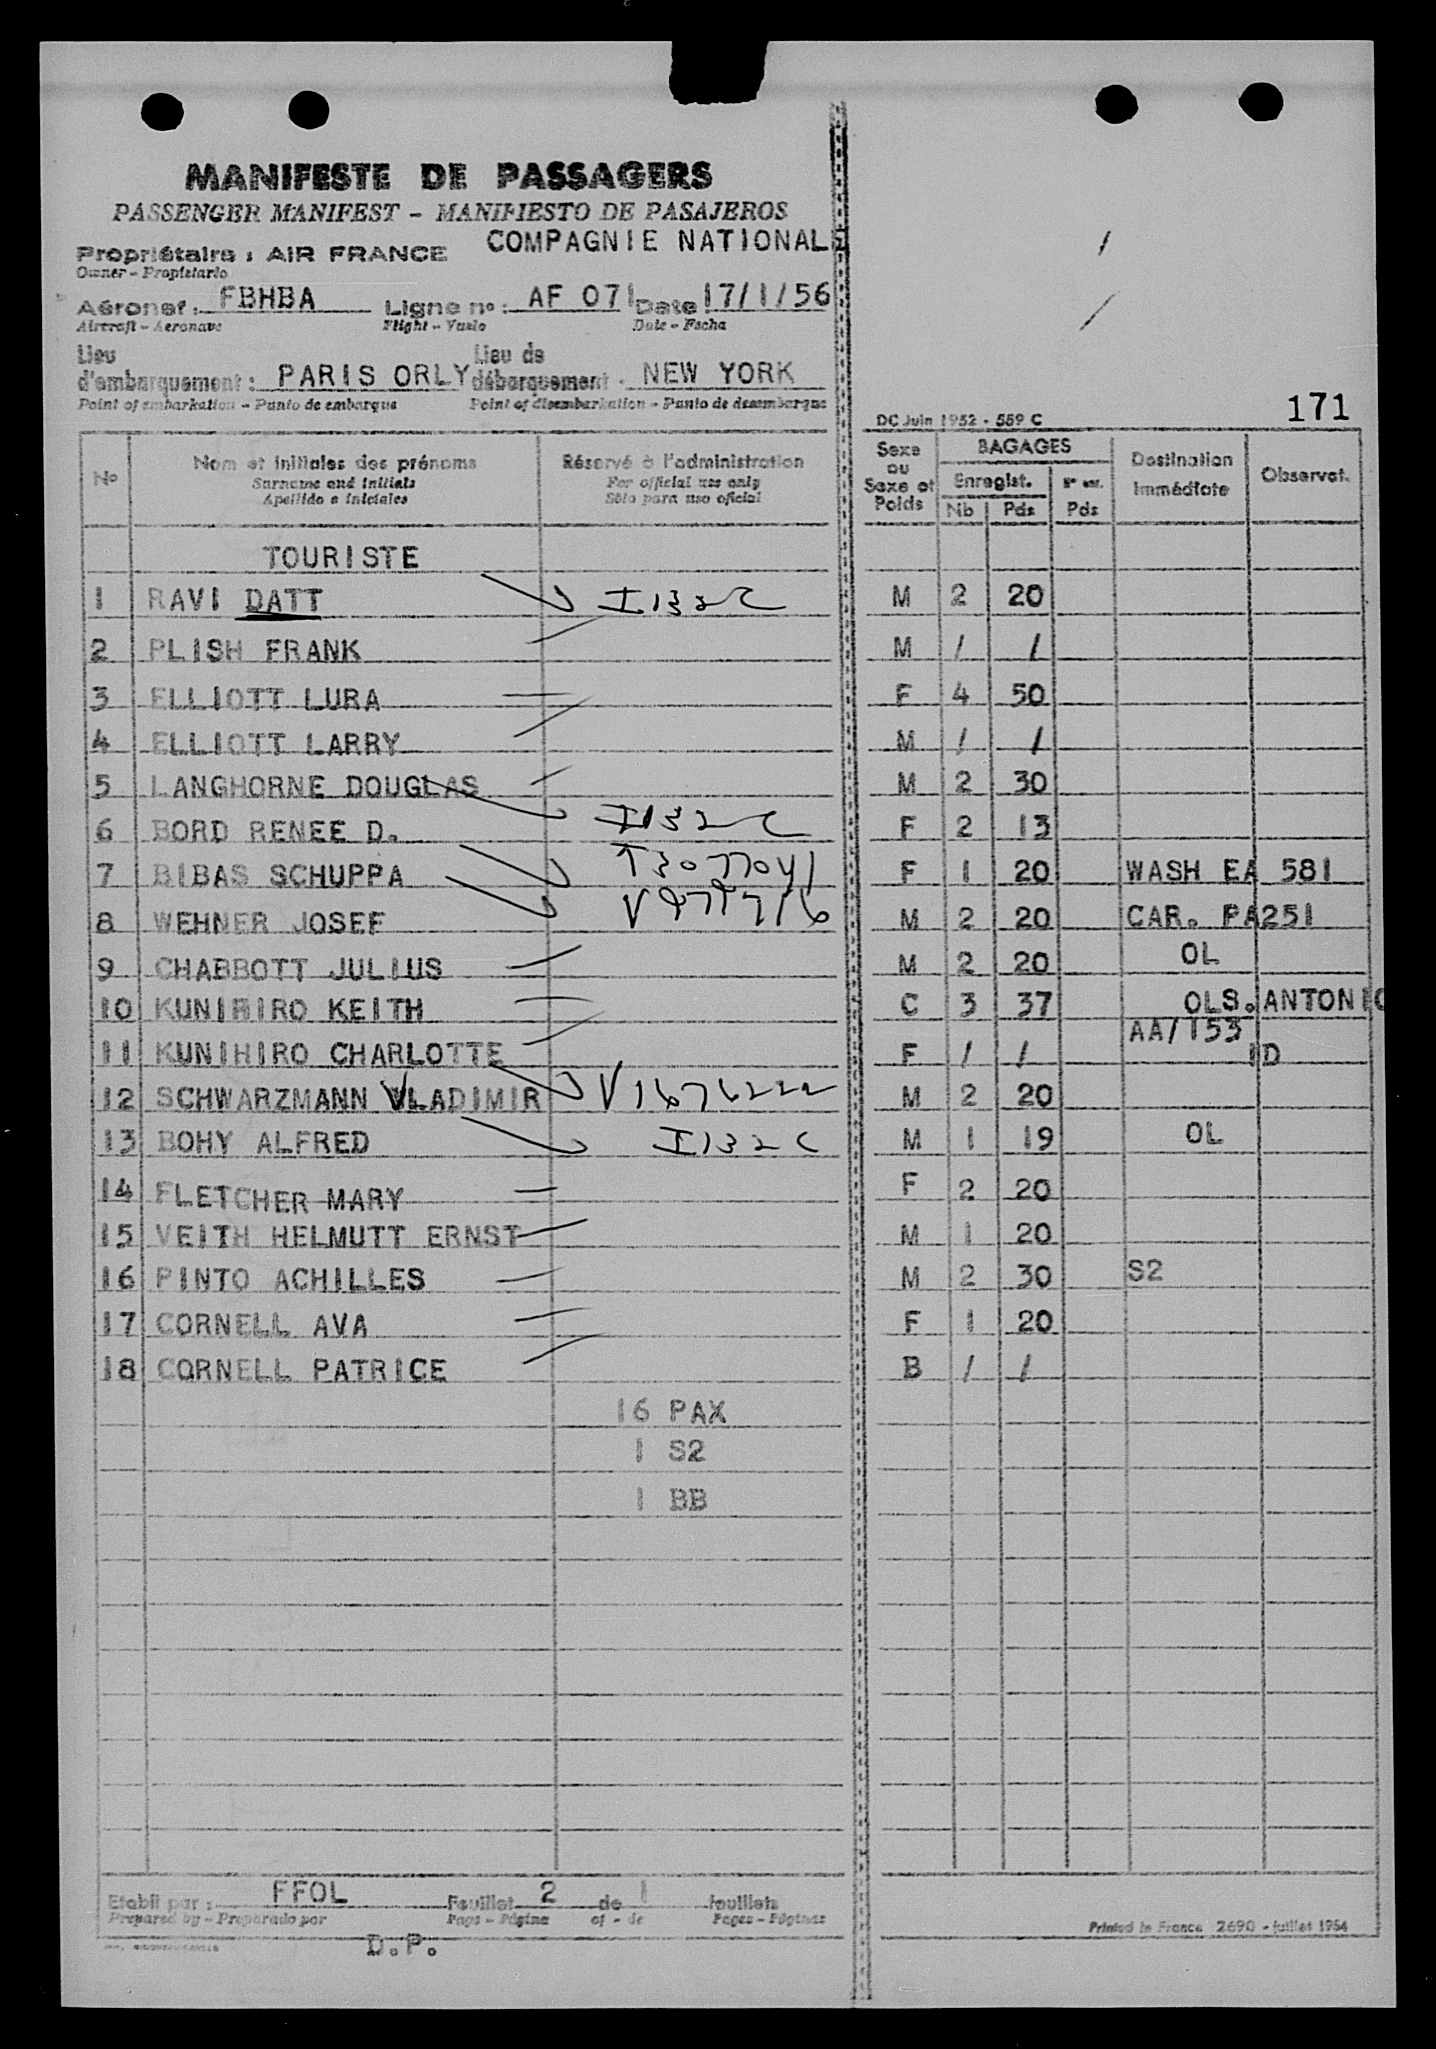 MANIFESTE DE PASSAGERS
PASSENGER MANIFEST - MANIFIESTO DE PASAJEROS
Propriétaire : AIR FRANCE COMPAGNIE NATIONALE
Owner - Propietario
Aéronef : FBHBA Ligne nº : AF 071 Date 17/1/56
Aircraft - Aeronave Flight - Vuelo Date - Fecha
Lieu d'embarquement : PARIS ORLY Lieu de débarquement : NEW YORK
Point of embarkation - Punto de embarque Point of disembarkation - Punto de desembarque
DC Juin 1952 - 559 C 171
Nº Nom et initiales des prénoms Réservé à l'administration Sexe ou Sexe et Poids BAGAGES Destination immédiate Observat.
Surname and initials For official use only Enregist.
Apellido e iniciales Sólo para uso oficial Nb Pds Pds
TOURISTE
1 RAVI DATT I132C M 2 20
2 PLISH FRANK M / /
3 ELLIOTT LURA F 4 50
4 ELLIOTT LARRY M / /
5 LANGHORNE DOUGLAS M 2 30
6 BORD RENEE D. I132C F 2 13
7 BIBAS SCHUPPA T3077041 F 1 20 WASH EA 581
8 WEHNER JOSEF M 2 20 CAR. PA251
9 CHABBOTT JULIUS M 2 20 OL
10 KUNIHIRO KEITH C 3 37 OLS.ANTONIO
11 KUNIHIRO CHARLOTTE F / / AA/153 ID
12 SCHWARZMANN VLADIMIR V1676222 M 2 20
13 BOHY ALFRED I132C M 1 19 OL
14 FLETCHER MARY F 2 20
15 VEITH HELMUTT ERNST M 1 20
16 PINTO ACHILLES M 2 30 S2
17 CORNELL AVA F 1 20
18 CORNELL PATRICE B / /
16 PAX
1 S2
1 BB
Etabli par : FFOL Feuillet 2 de 1 feuillets
Prepared by - Preparado por Page - Página of - de Pages - Páginas
D.P.
Printed in France 2690 - juillet 1954